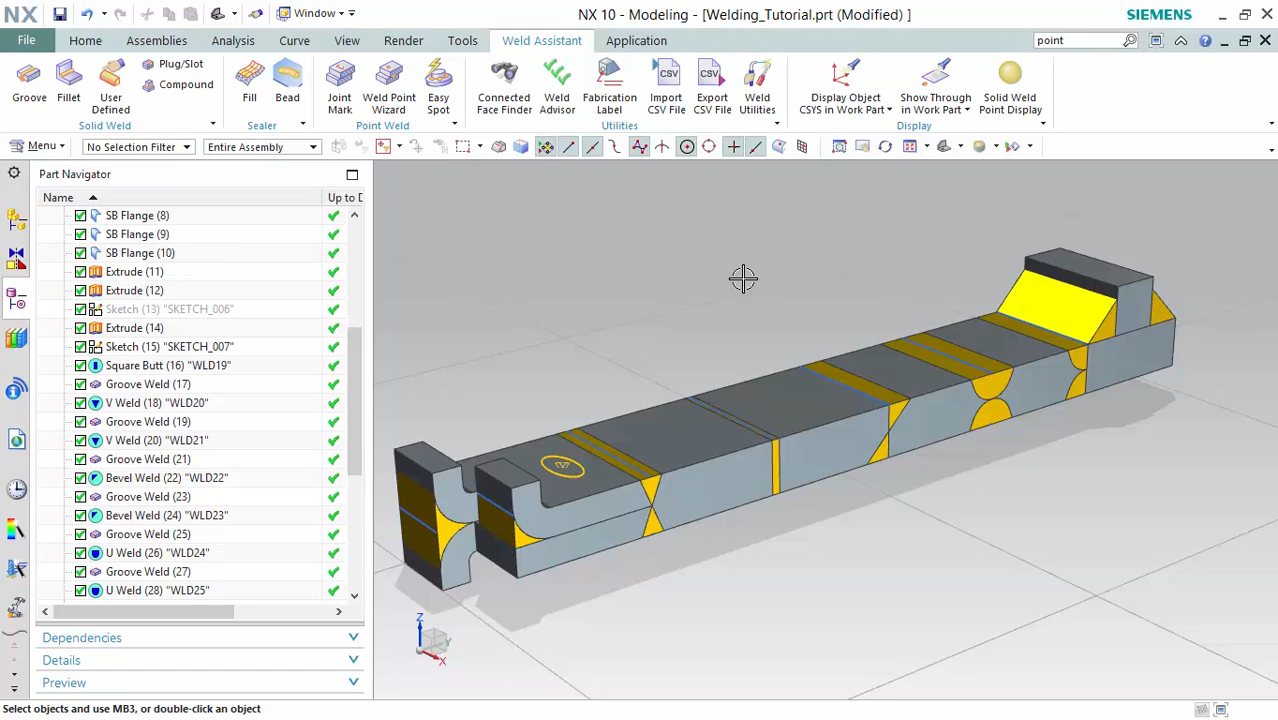 NX Window NX 10 - Modeling - [Welding_Tutorial.prt (Modified) ] SIEMENS
File Home Assemblies Analysis Curve View Render Tools Weld Assistant Application point
Groove Fillet User Defined Plug/Slot Compound Fill Bead Joint Mark Weld Point Wizard Easy Spot Connected Face Finder Weld Advisor Fabrication Label Import CSV File Export CSV File Weld Utilities Display Object CSYS in Work Part Show Through in Work Part Solid Weld Point Display
Solid Weld Sealer Point Weld Utilities Display
Menu No Selection Filter Entire Assembly
Part Navigator
Name Up to D
SB Flange (8)
SB Flange (9)
SB Flange (10)
Extrude (11)
Extrude (12)
Sketch (13) "SKETCH_006"
Extrude (14)
Sketch (15) "SKETCH_007"
Square Butt (16) "WLD19"
Groove Weld (17)
V Weld (18) "WLD20"
Groove Weld (19)
V Weld (20) "WLD21"
Groove Weld (21)
Bevel Weld (22) "WLD22"
Groove Weld (23)
Bevel Weld (24) "WLD23"
Groove Weld (25)
U Weld (26) "WLD24"
Groove Weld (27)
U Weld (28) "WLD25"
Dependencies
Details
Preview
Z
Y
X
Select objects and use MB3, or double-click an object